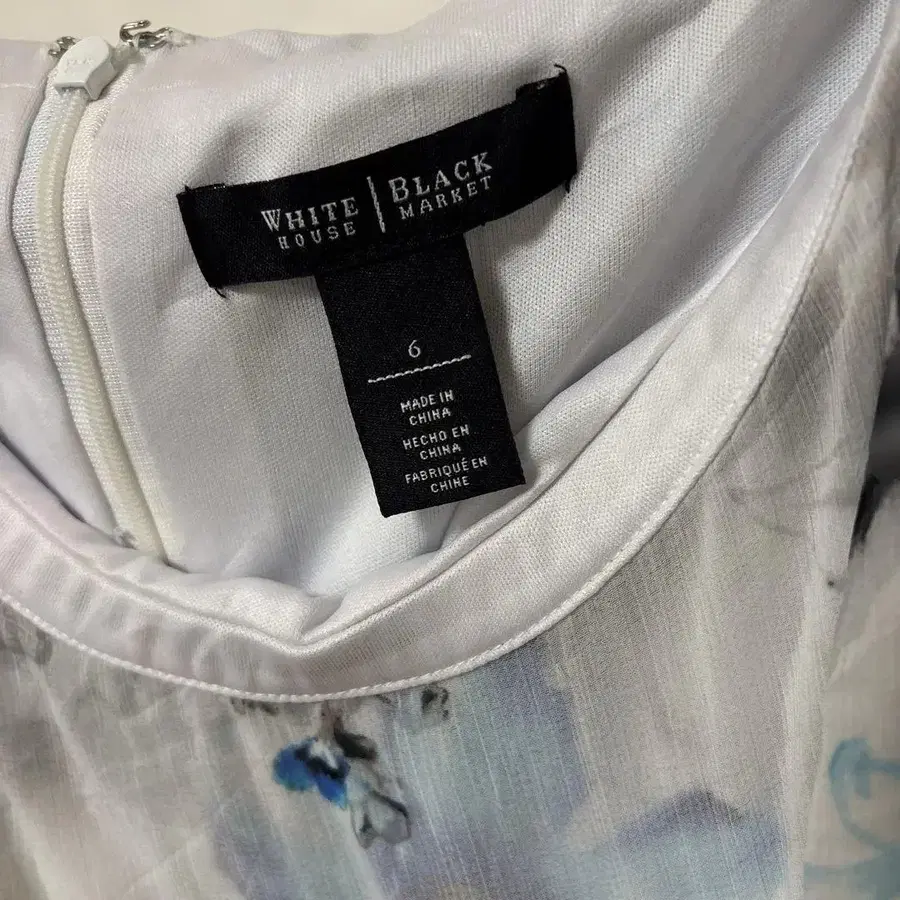 WHITE HOUSE | BLACK MARKET
6
MADE IN
CHINA
HECHO EN
CHINA
FABRIQUÉ EN
CHINE